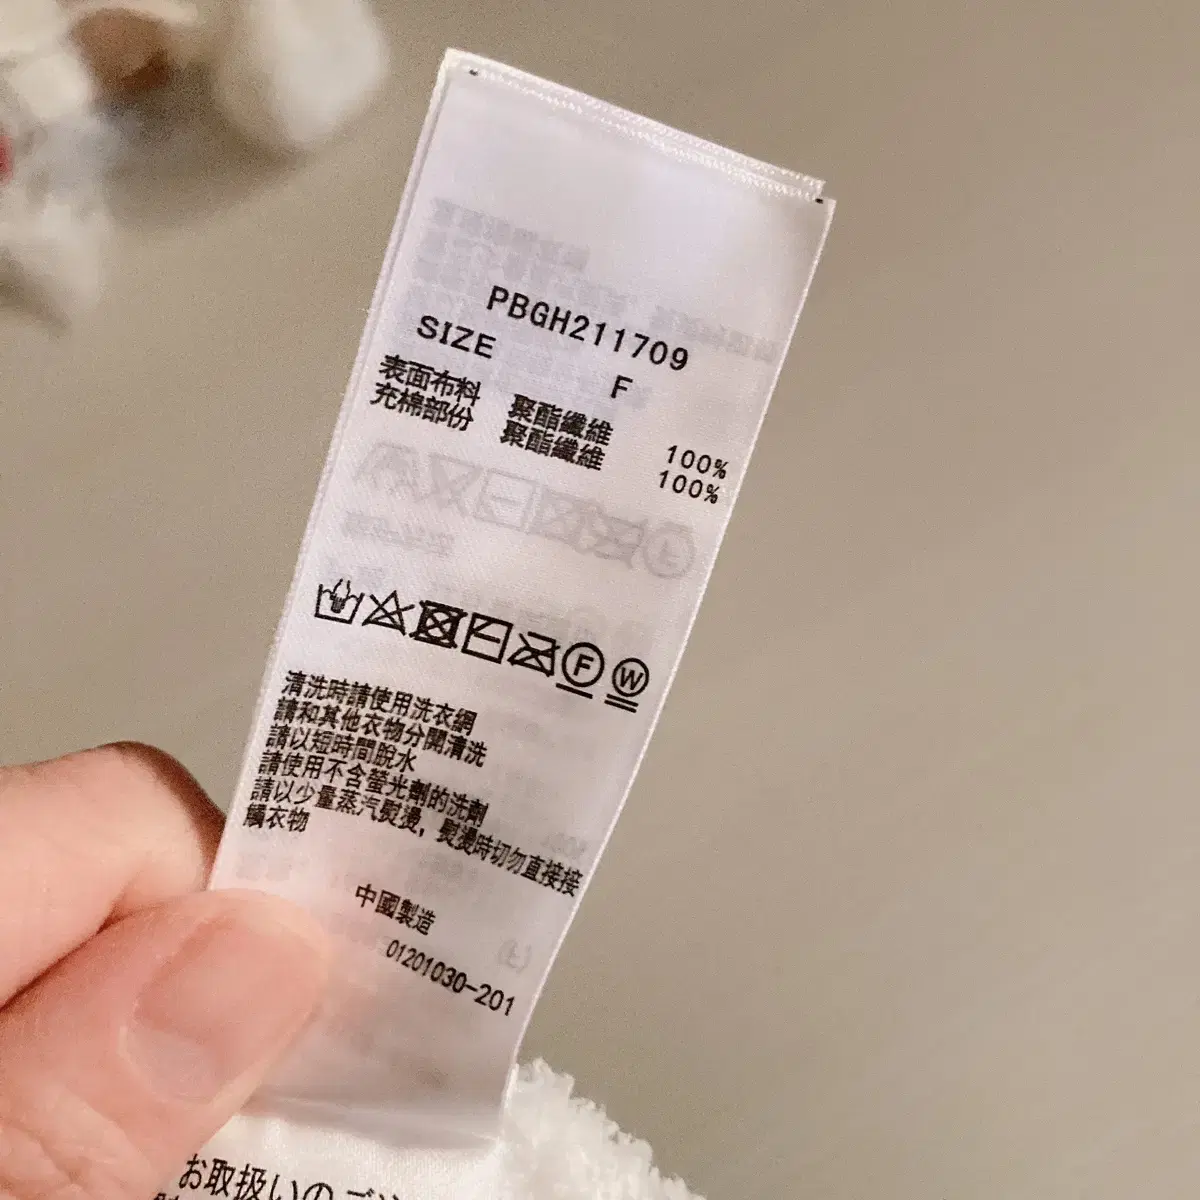 PBGH211709
SIZE F
表面布料 聚酯纖維 100%
充棉部份 聚酯纖維 100%
F W
清洗時請使用洗衣網
請和其他衣物分開清洗
請以短時間脫水
請使用不含螢光劑的洗劑
請以少量蒸汽熨燙，熨燙時切勿直接接
觸衣物
中國製造
01201030-201
お取扱いのご注